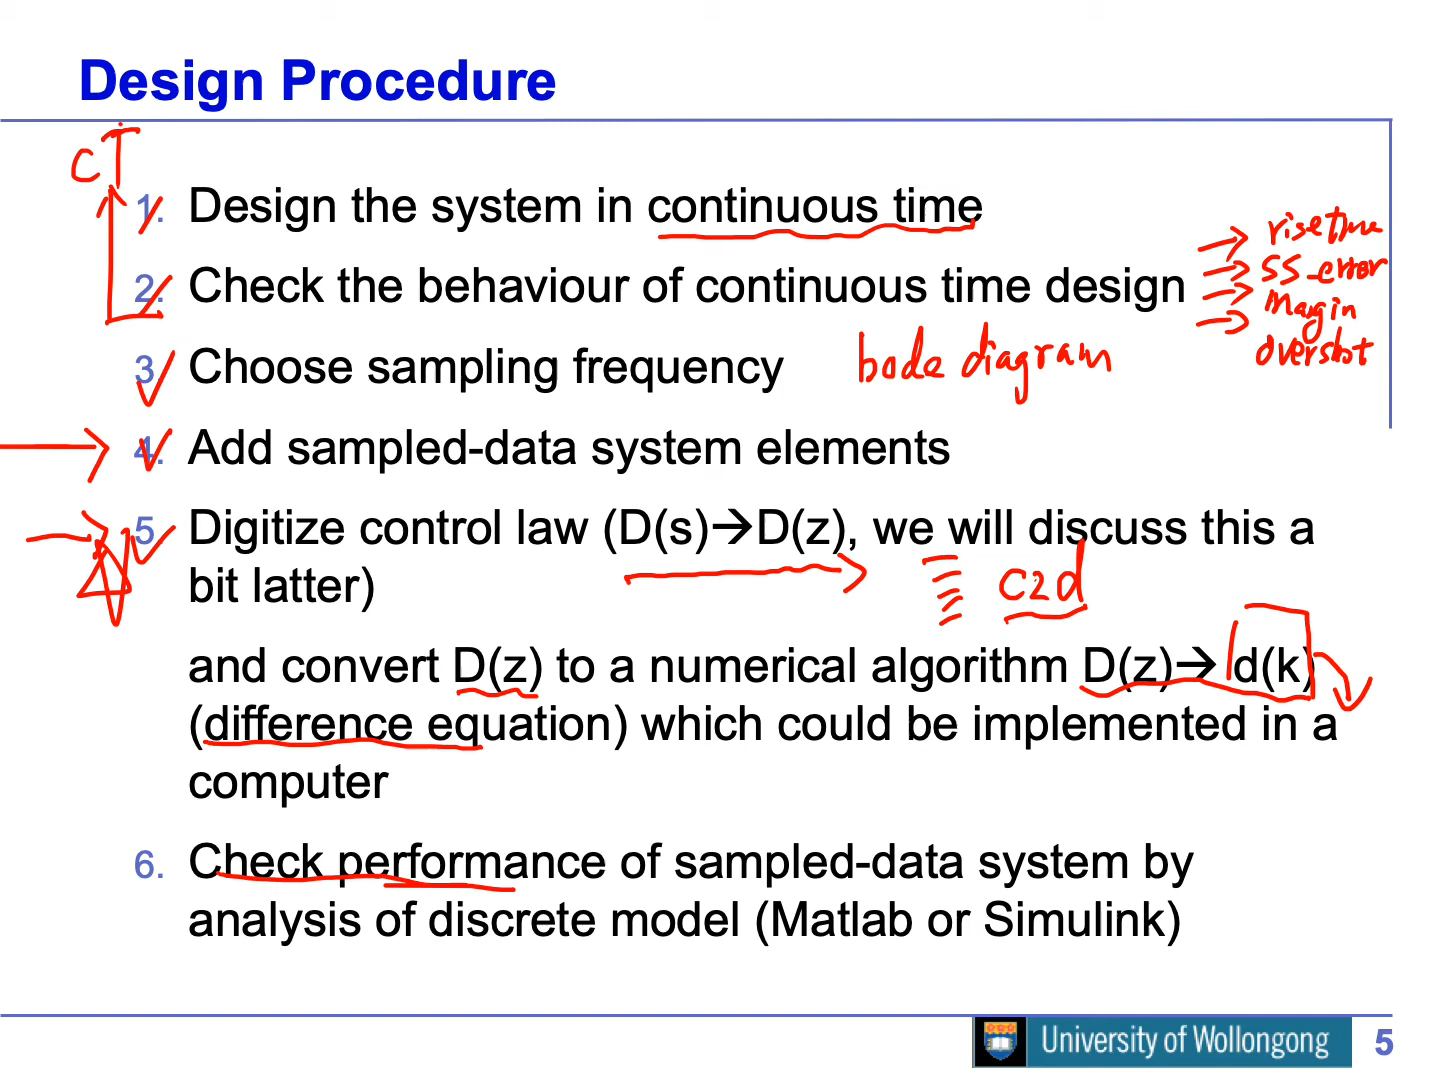 Design Procedure
CT
1. Design the system in continuous time
rise time
2. Check the behaviour of continuous time design
SS_error
Margin
overshot
3. Choose sampling frequency
bode diagram
4. Add sampled-data system elements
5. Digitize control law (D(s)→D(z), we will discuss this a
bit latter)
c2d
and convert D(z) to a numerical algorithm D(z)→ d(k)
(difference equation) which could be implemented in a
computer
6. Check performance of sampled-data system by
analysis of discrete model (Matlab or Simulink)
University of Wollongong
5